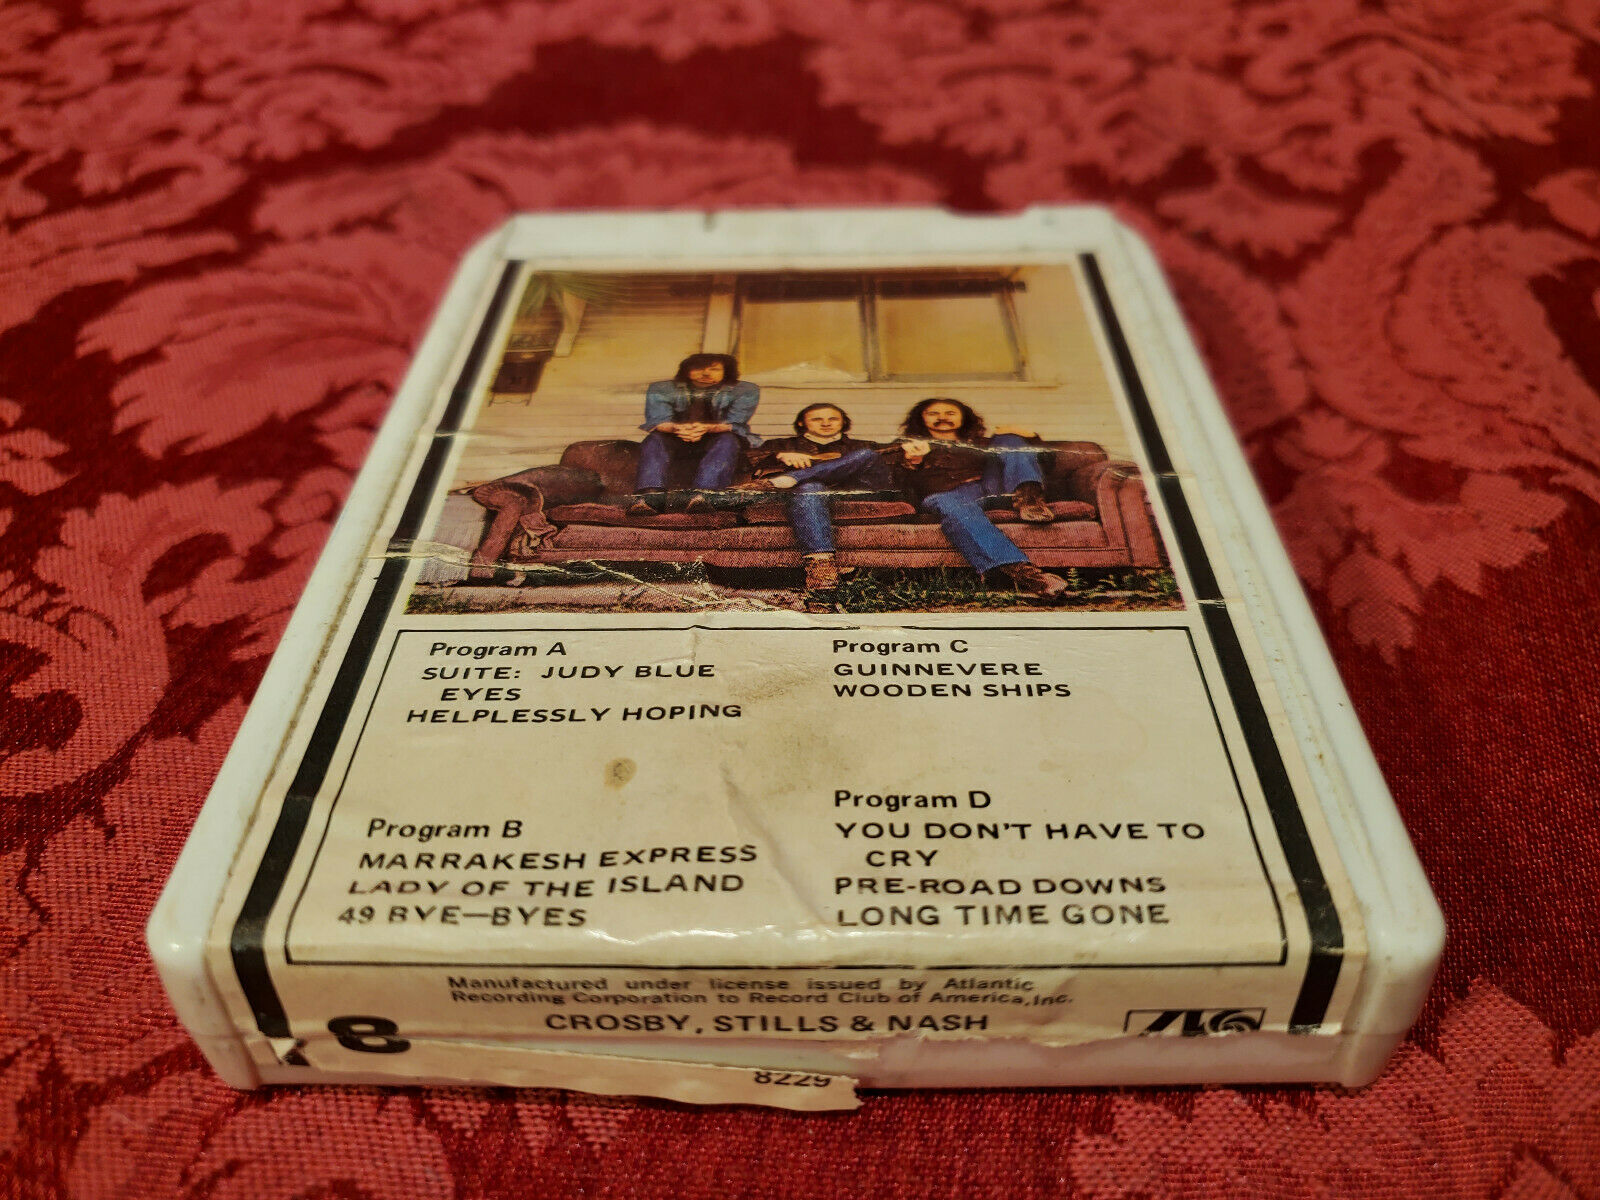 Program A
SUITE: JUDY BLUE
EYES
HELPLESSLY HOPING
Program B
MARRAKESH EXPRESS
LADY OF THE ISLAND
49 BYE-BYES
Program C
GUINNEVERE
WOODEN SHIPS
Program D
YOU DON'T HAVE TO
CRY
PRE-ROAD DOWNS
LONG TIME GONE
Manufactured under license issued by Atlantic
Recording Corporation to Record Club of America, Inc.
8
CROSBY, STILLS & NASH
8229